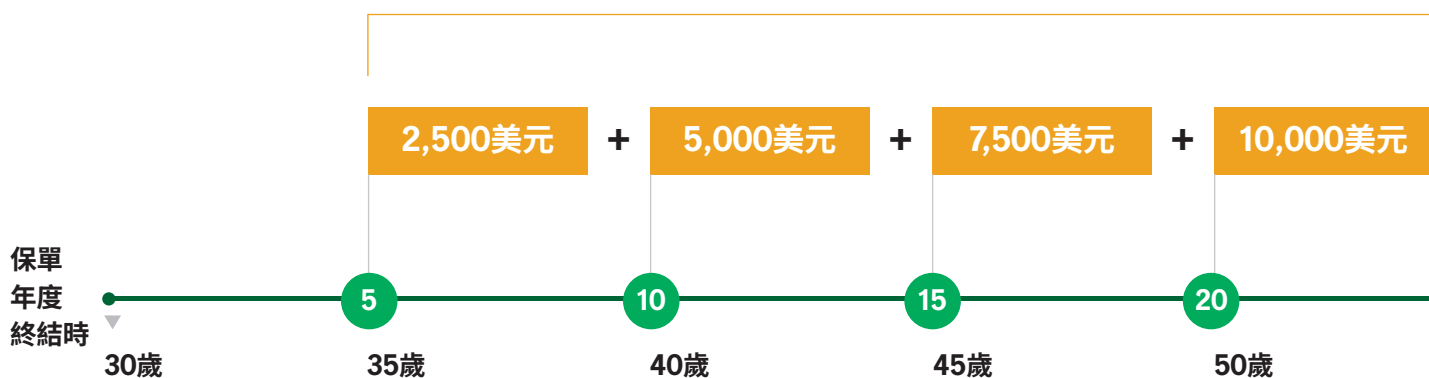 2,500美元 + 5,000美元 + 7,500美元 + 10,000美元
保單
年度
終結時
5 10 15 20
30歲 35歲 40歲 45歲 50歲